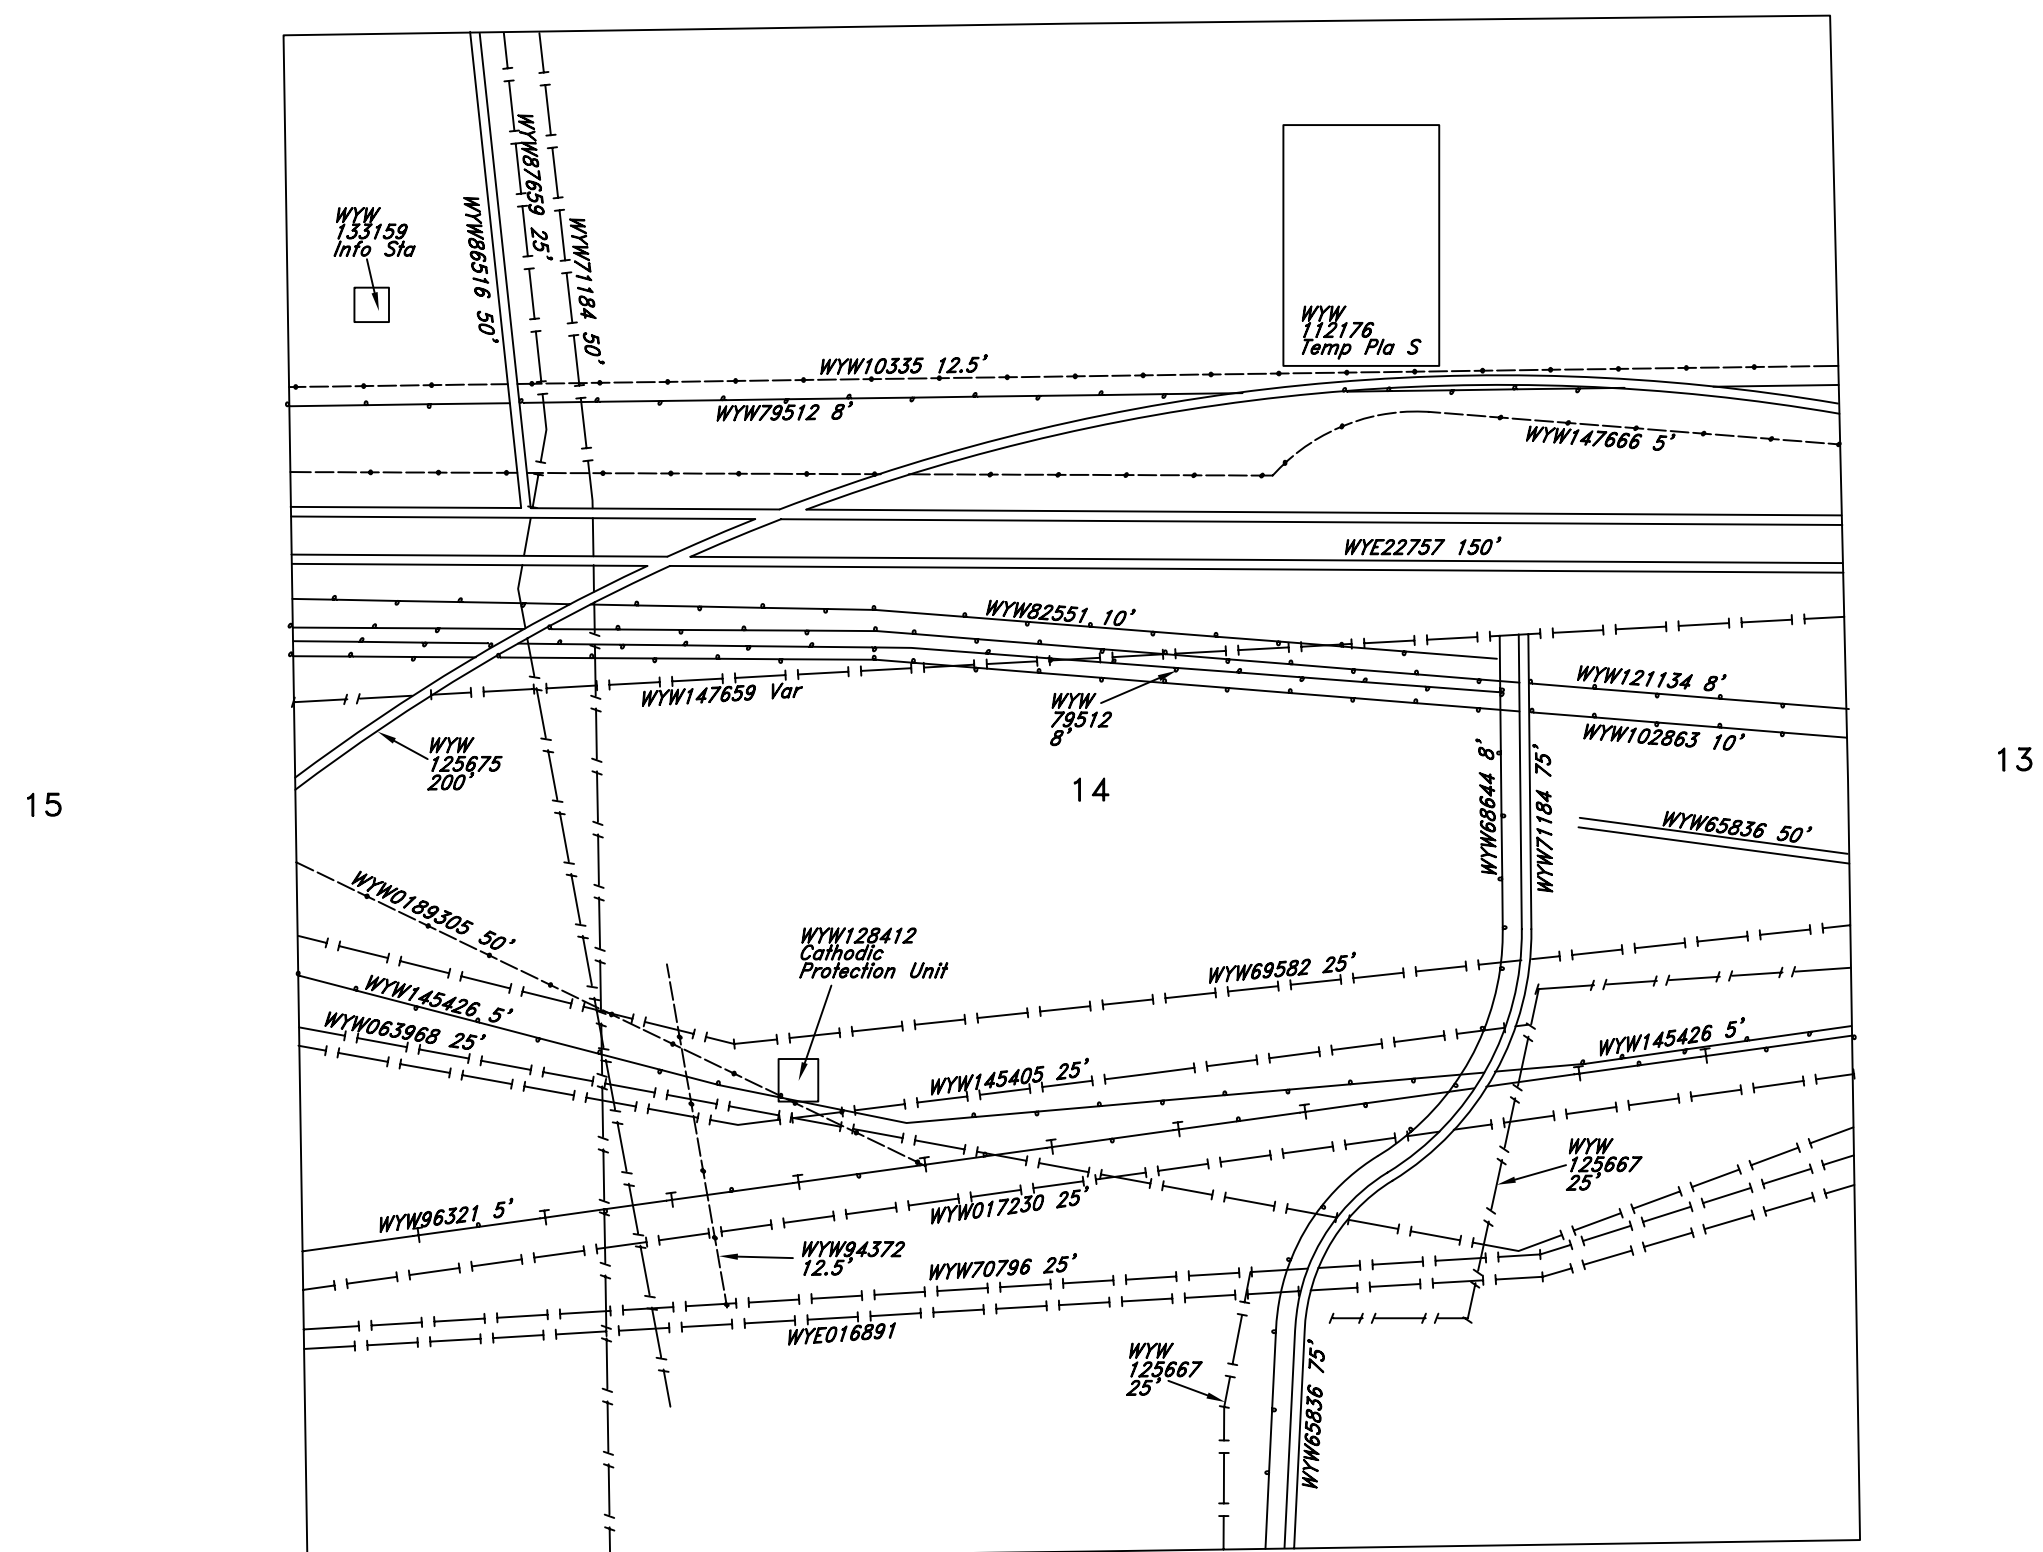 WYW87659 25'
WYW
133159
Info Sta
WYW86516 50'
WYW71184 50'
WYW
112176
Temp Pla S
WYW10335 12.5'
WYW79512 8'
WYW147666 5'
WYE22757 150'
WYW82551 10'
WYW147659 Var
WYW
79512
8'
WYW121134 8'
WYW102863 10'
WYW
125675
200'
14
13
15
WYW68644 8'
WYW71184 75'
WYW65836 50'
WYW0189305 50'
WYW128412
Cathodic
Protection Unit
WYW69582 25'
WYW145426 5'
WYW063968 25'
WYW145405 25'
WYW145426 5'
WYW
125667
25'
WYW96321 5'
WYW017230 25'
WYW94372
12.5'
WYW70796 25'
WYE016891
WYW
125667
25'
WYW65836 75'